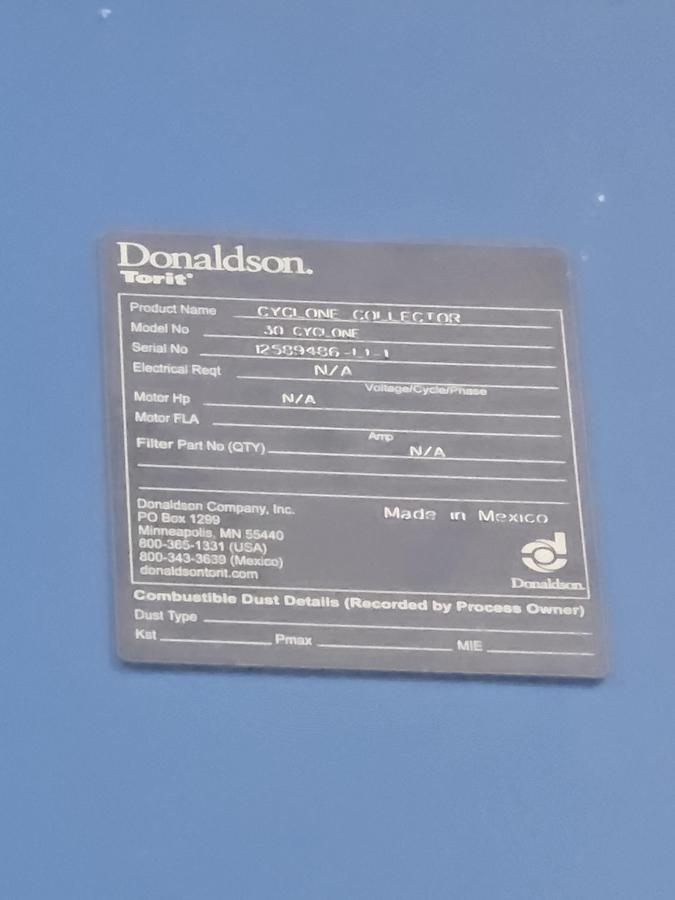 Donaldson.
Torit®
Product Name CYCLONE COLLECTOR
Model No 30 CYCLONE
Serial No 12589486-L1-1
Electrical Reqt N/A
Voltage/Cycle/Phase
Motor Hp N/A
Motor FLA
Amp
Filter Part No (QTY) N/A
Donaldson Company, Inc.
PO Box 1299
Minneapolis, MN 55440
800-365-1331 (USA)
800-343-3639 (Mexico)
donaldsontorit.com
Made in Mexico
Donaldson.
Combustible Dust Details (Recorded by Process Owner)
Dust Type
Kst Pmax MIE